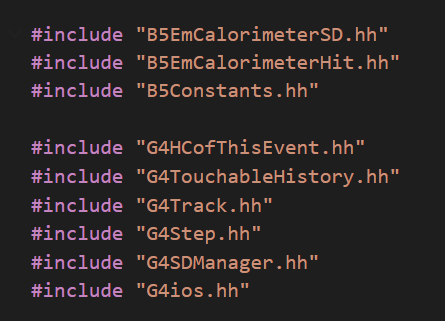 #include "B5EmCalorimeterSD.hh"
#include "B5EmCalorimeterHit.hh"
#include "B5Constants.hh"
#include "G4HCofThisEvent.hh"
#include "G4TouchableHistory.hh"
#include "G4Track.hh"
#include "G4Step.hh"
#include "G4SDManager.hh"
#include "G4ios.hh"